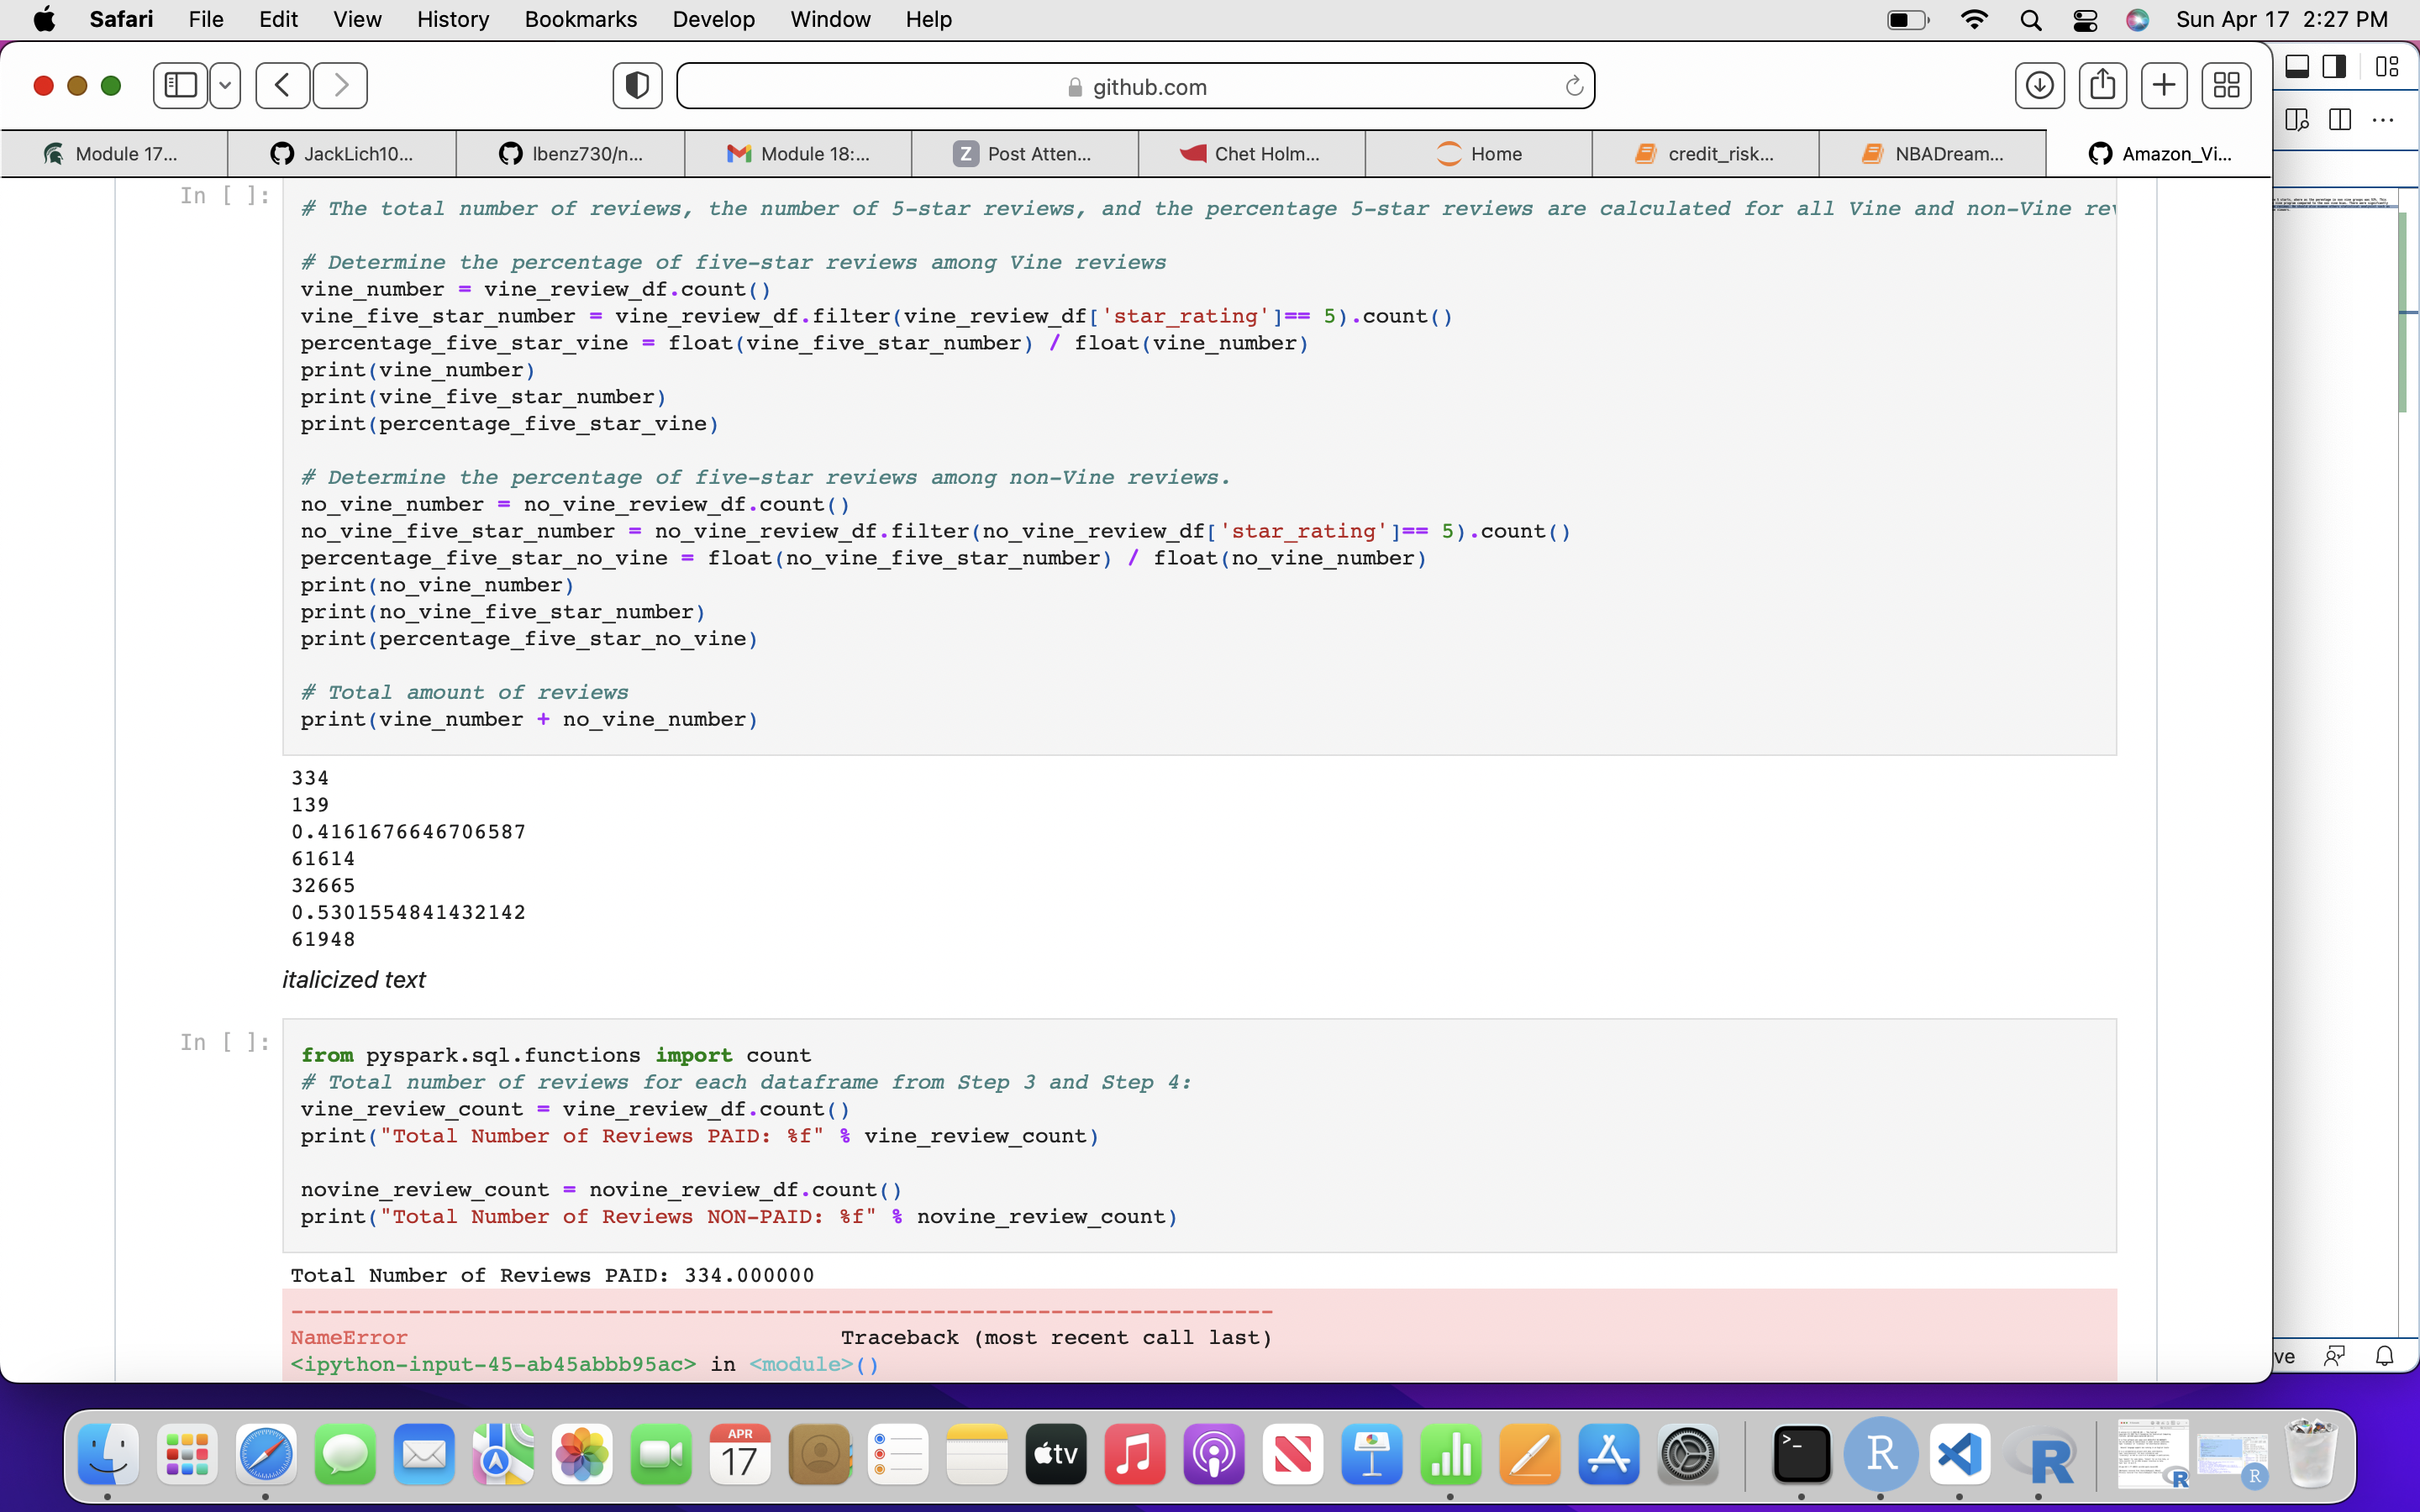 Safari File Edit View History Bookmarks Develop Window Help Sun Apr 17 2:27 PM
github.com
Module 17... JackLich10... lbenz730/n... Module 18:... Z Post Atten... Chet Holm... Home credit_risk... NBADream... Amazon_Vi...
In [ ]:
# The total number of reviews, the number of 5-star reviews, and the percentage 5-star reviews are calculated for all Vine and non-Vine rev
# Determine the percentage of five-star reviews among Vine reviews
vine_number = vine_review_df.count()
vine_five_star_number = vine_review_df.filter(vine_review_df['star_rating']== 5).count()
percentage_five_star_vine = float(vine_five_star_number) / float(vine_number)
print(vine_number)
print(vine_five_star_number)
print(percentage_five_star_vine)
# Determine the percentage of five-star reviews among non-Vine reviews.
no_vine_number = no_vine_review_df.count()
no_vine_five_star_number = no_vine_review_df.filter(no_vine_review_df['star_rating']== 5).count()
percentage_five_star_no_vine = float(no_vine_five_star_number) / float(no_vine_number)
print(no_vine_number)
print(no_vine_five_star_number)
print(percentage_five_star_no_vine)
# Total amount of reviews
print(vine_number + no_vine_number)
334
139
0.4161676646706587
61614
32665
0.5301554841432142
61948
italicized text
In [ ]:
from pyspark.sql.functions import count
# Total number of reviews for each dataframe from Step 3 and Step 4:
vine_review_count = vine_review_df.count()
print("Total Number of Reviews PAID: %f" % vine_review_count)
novine_review_count = novine_review_df.count()
print("Total Number of Reviews NON-PAID: %f" % novine_review_count)
Total Number of Reviews PAID: 334.000000
---------------------------------------------------------------------------
NameError Traceback (most recent call last)
<ipython-input-45-ab45abbb95ac> in <module>()
ve
APR
17
tv
>_
R
R
R
R